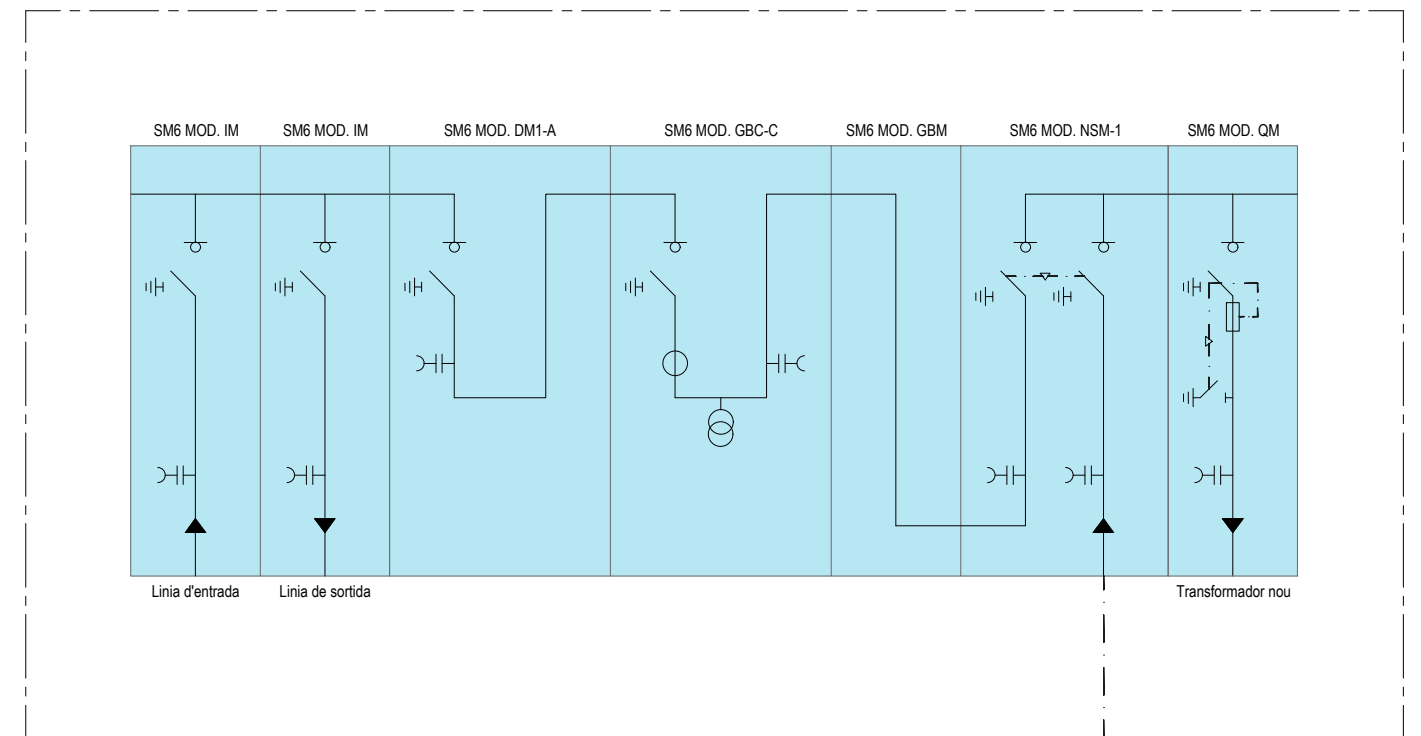 SM6 MOD. IM
SM6 MOD. IM
SM6 MOD. DM1-A
SM6 MOD. GBC-C
SM6 MOD. GBM
SM6 MOD. NSM-1
SM6 MOD. QM
Linia d'entrada
Linia de sortida
Transformador nou